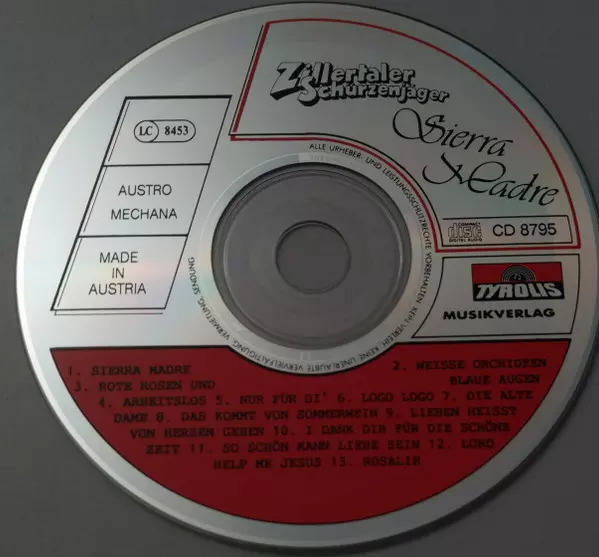 Zillertaler
Schürzenjäger
Sierra
Madre
LC 8453
AUSTRO
MECHANA
MADE
IN
AUSTRIA
ALLE URHEBER- UND LEISTUNGSSCHUTZRECHTE VORBEHALTEN KEIN VERLEIH, KEINE UNERLAUBTE VERVIELFÄLTIGUNG, VERMIETUNG, SENDUNG
COMPACT
disc
DIGITAL AUDIO
CD 8795
TYROLIS
MUSIKVERLAG
1. SIERRA MADRE 2. WEISSE ORCHIDEEN
3. ROTE ROSEN UND BLAUE AUGEN
4. ARBEITSLOS 5. NUR FÜR DI' 6. LOGO LOGO 7. DIE ALTE
DAME 8. DAS KOMMT VON SOMMERWEIN 9. LIEBEN HEISST
VON HERZEN GEBEN 10. I DANK DIR FÜR DIE SCHÖNE
ZEIT 11. SO SCHÖN KANN LIEBE SEIN 12. LORD
HELP ME JESUS 13. ROSALIE